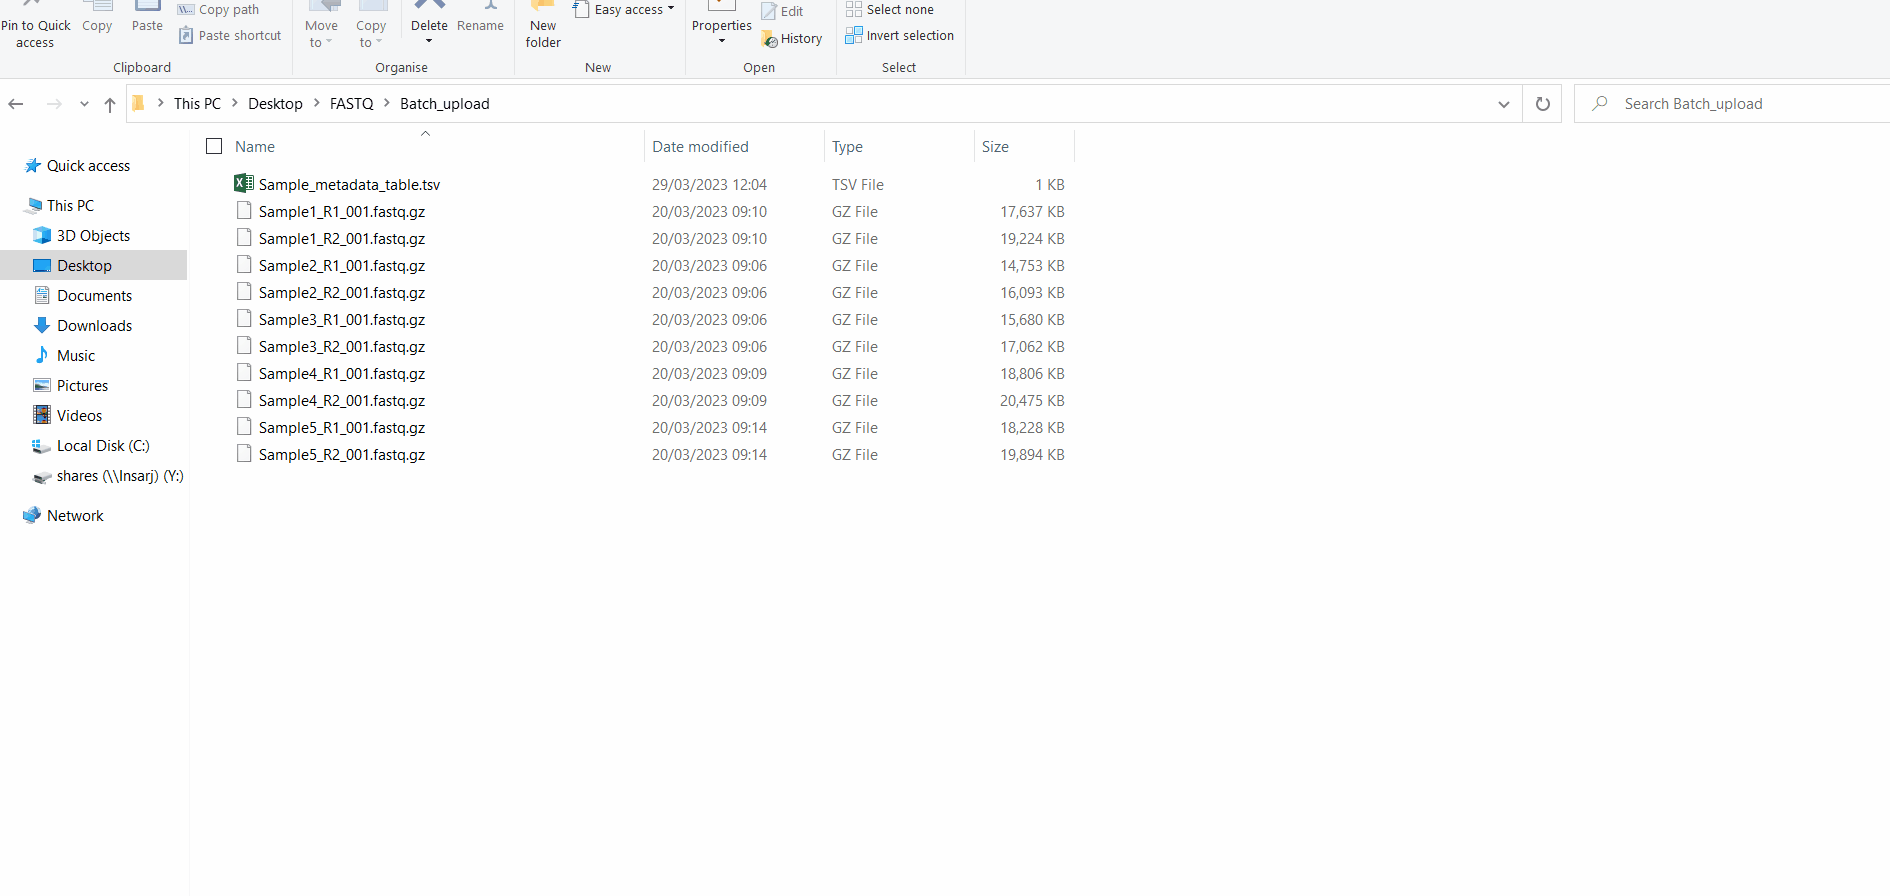 Pin to Quick access
Copy
Paste
Copy path
Paste shortcut
Clipboard
Move to
Copy to
Delete
Rename
Organise
New folder
Easy access
New
Properties
Edit
History
Open
Select none
Invert selection
Select
This PC > Desktop > FASTQ > Batch_upload
Search Batch_upload
Quick access
This PC
3D Objects
Desktop
Documents
Downloads
Music
Pictures
Videos
Local Disk (C:)
shares (\\Insarj) (Y:)
Network
Name Date modified Type Size
Sample_metadata_table.tsv 29/03/2023 12:04 TSV File 1 KB
Sample1_R1_001.fastq.gz 20/03/2023 09:10 GZ File 17,637 KB
Sample1_R2_001.fastq.gz 20/03/2023 09:10 GZ File 19,224 KB
Sample2_R1_001.fastq.gz 20/03/2023 09:06 GZ File 14,753 KB
Sample2_R2_001.fastq.gz 20/03/2023 09:06 GZ File 16,093 KB
Sample3_R1_001.fastq.gz 20/03/2023 09:06 GZ File 15,680 KB
Sample3_R2_001.fastq.gz 20/03/2023 09:06 GZ File 17,062 KB
Sample4_R1_001.fastq.gz 20/03/2023 09:09 GZ File 18,806 KB
Sample4_R2_001.fastq.gz 20/03/2023 09:09 GZ File 20,475 KB
Sample5_R1_001.fastq.gz 20/03/2023 09:14 GZ File 18,228 KB
Sample5_R2_001.fastq.gz 20/03/2023 09:14 GZ File 19,894 KB